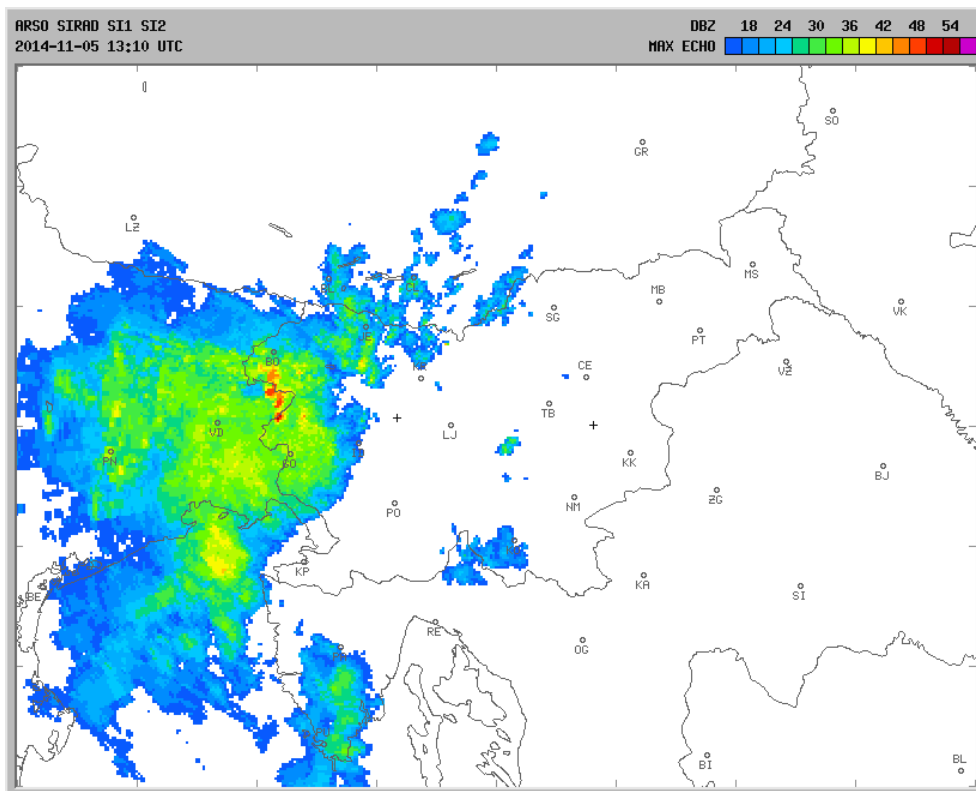 ARSO SIRAD SI1 SI2
2014-11-05 13:10 UTC
DBZ 18 24 30 36 42 48 54
MAX ECHO
SO
GR
LZ
MS
MB
SG
VK
PT
BO
VZ
CE
TB
VD
LJ
GO
PN
KK
BJ
ZG
PO
NM
KP
KA
BE
SI
RE
OG
BI
BL